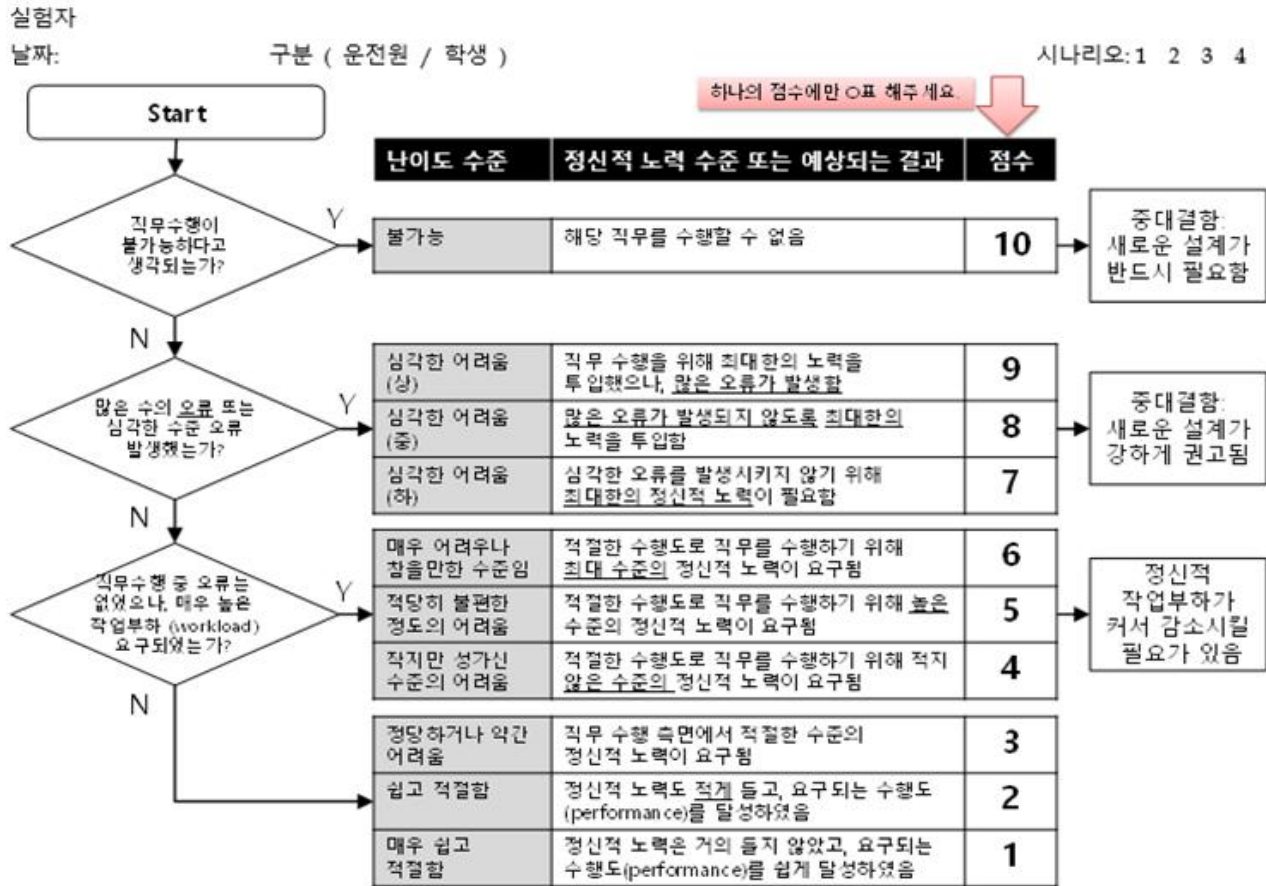 실험자
날짜: 구분 ( 운전원 / 학생 ) 시나리오: 1 2 3 4
하나의 점수에만 O표 해주세요.
Start
난이도 수준 정신적 노력 수준 또는 예상되는 결과 점수
직무수행이
불가능하다고
생각되는가?
Y
불가능 해당 직무를 수행할 수 없음 10
중대결함:
새로운 설계가
반드시 필요함
N
많은 수의 오류 또는
심각한 수준 오류
발생했는가?
Y
심각한 어려움
(상)
직무 수행을 위해 최대한의 노력을
투입했으나, 많은 오류가 발생함
9
심각한 어려움
(중)
많은 오류가 발생되지 않도록 최대한의
노력을 투입함
8
심각한 어려움
(하)
심각한 오류를 발생시키지 않기 위해
최대한의 정신적 노력이 필요함
7
중대결함:
새로운 설계가
강하게 권고됨
N
직무수행 중 오류는
없었으나, 매우 높은
작업부하 (workload)
요구되었는가?
Y
매우 어려우나
참을만한 수준임
적절한 수행도로 직무를 수행하기 위해
최대 수준의 정신적 노력이 요구됨
6
적당히 불편한
정도의 어려움
적절한 수행도로 직무를 수행하기 위해 높은
수준의 정신적 노력이 요구됨
5
작지만 성가신
수준의 어려움
적절한 수행도로 직무를 수행하기 위해 적지
않은 수준의 정신적 노력이 요구됨
4
정신적
작업부하가
커서 감소시킬
필요가 있음
N
정당하거나 약간
어려움
직무 수행 측면에서 적절한 수준의
정신적 노력이 요구됨
3
쉽고 적절함
정신적 노력도 적게 들고, 요구되는 수행도
(performance)를 달성하였음
2
매우 쉽고
적절함
정신적 노력은 거의 들지 않았고, 요구되는
수행도(performance)를 쉽게 달성하였음
1